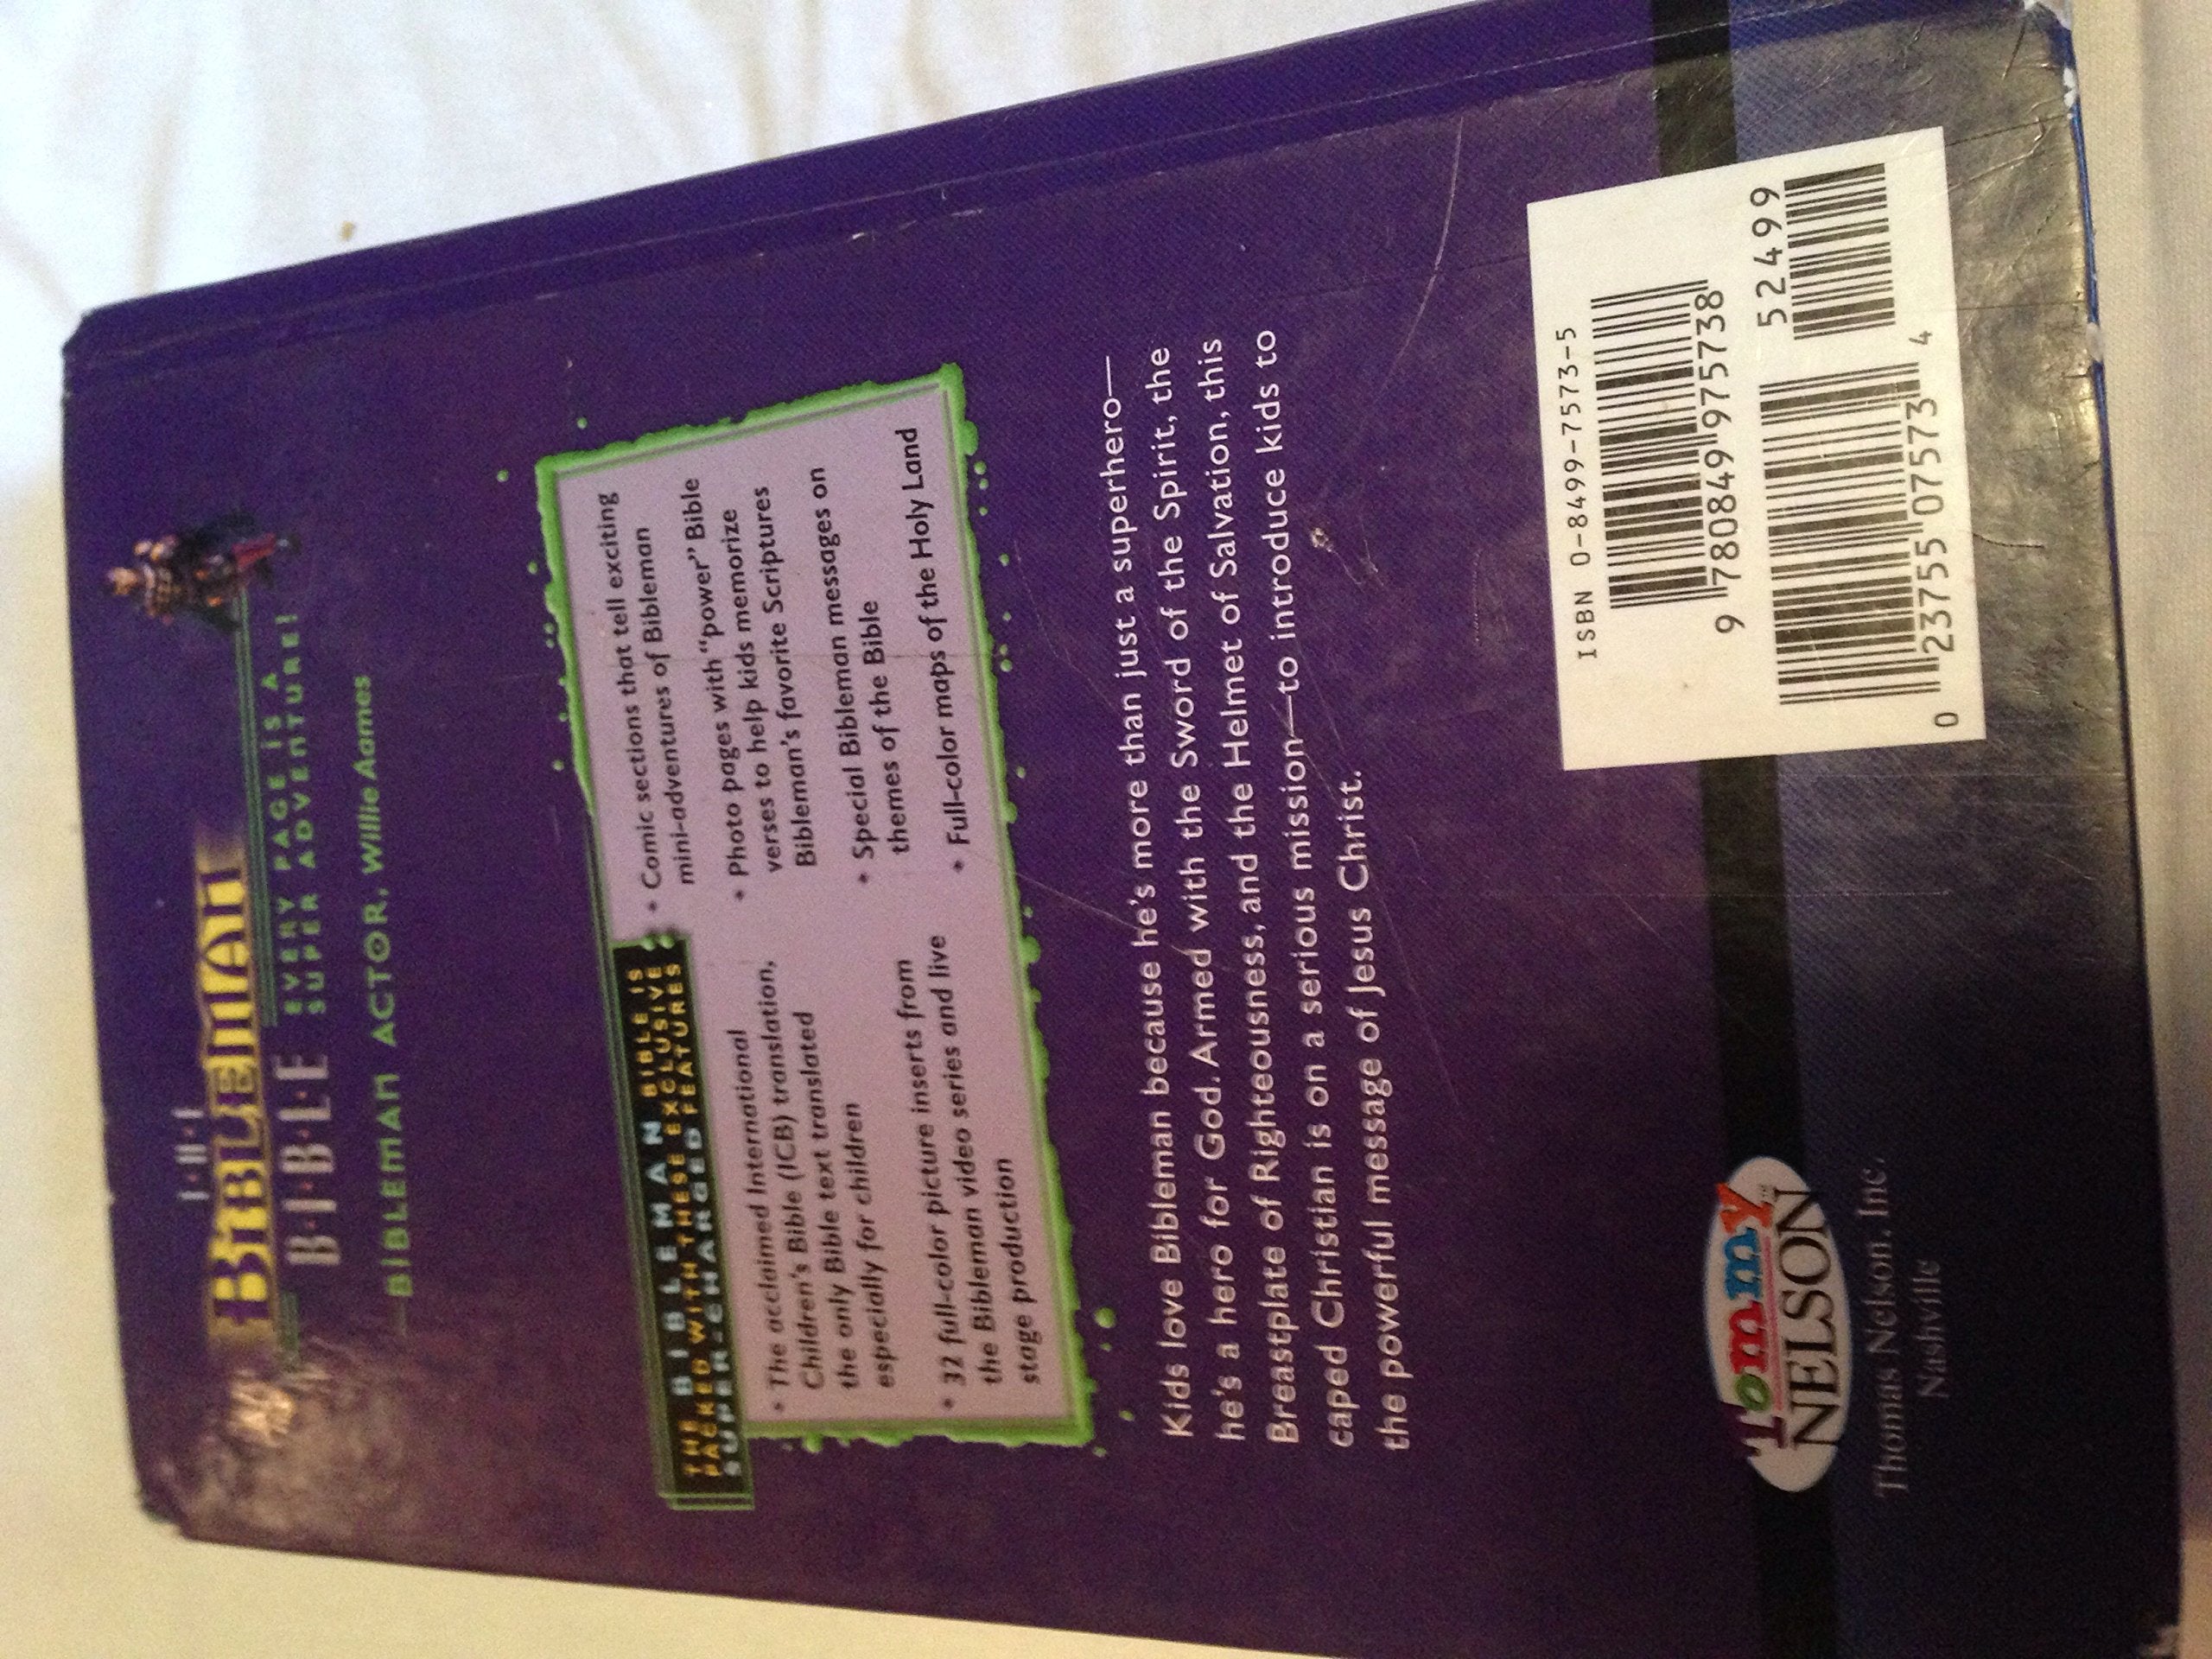 T·H·E
BIBLEMAN
B·I·B·L·E
EVERY PAGE IS A
SUPER ADVENTURE!
—BIBLEMAN ACTOR, Willie Aames
THE BIBLEMAN BIBLE IS
PACKED WITH THESE EXCLUSIVE
SUPER-CHARGED FEATURES
• The acclaimed International
Children's Bible (ICB) translation,
the only Bible text translated
especially for children
• 32 full-color picture inserts from
the Bibleman video series and live
stage production
• Comic sections that tell exciting
mini-adventures of Bibleman
• Photo pages with "power" Bible
verses to help kids memorize
Bibleman's favorite Scriptures
• Special Bibleman messages on
themes of the Bible
• Full-color maps of the Holy Land
Kids love Bibleman because he's more than just a superhero—
he's a hero for God. Armed with the Sword of the Spirit, the
Breastplate of Righteousness, and the Helmet of Salvation, this
caped Christian is on a serious mission—to introduce kids to
the powerful message of Jesus Christ.
Tommy
NELSON™
Thomas Nelson, Inc.
Nashville
ISBN 0-8499-7573-5
9 780849 975738
52499
0 23755 07573 4